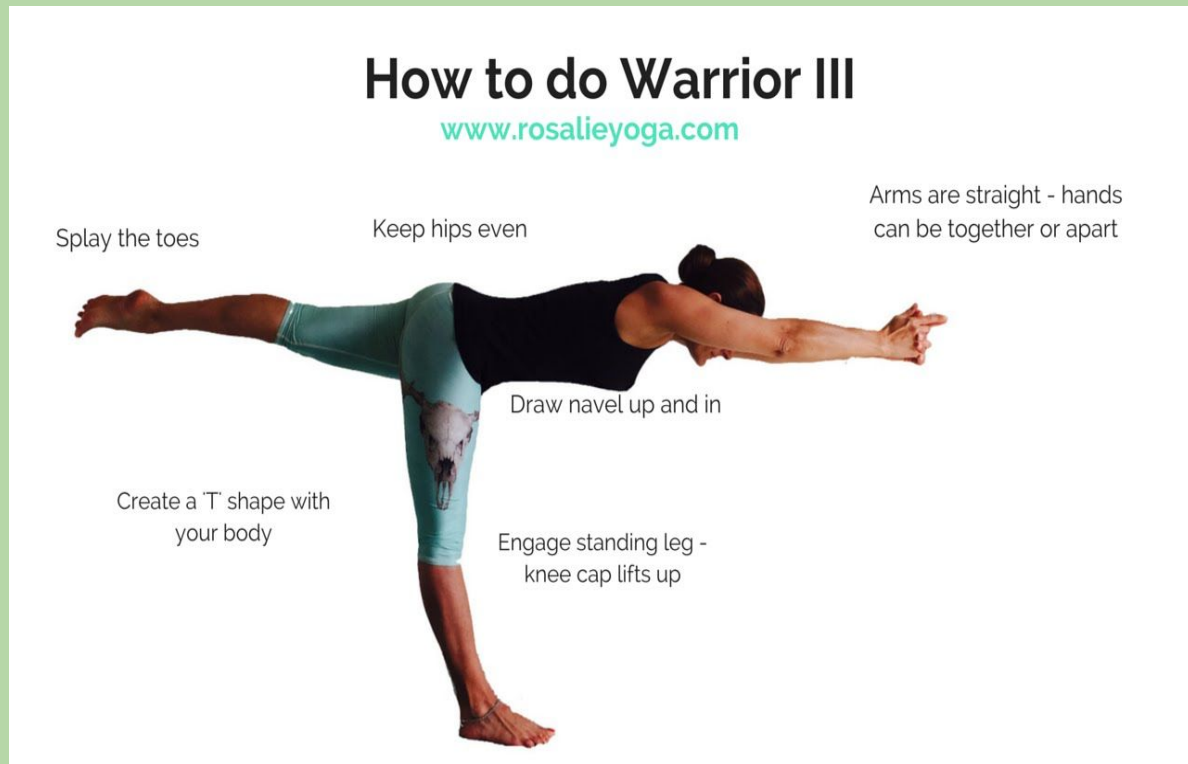 How to do Warrior III
www.rosalieyoga.com
Arms are straight - hands
can be together or apart
Splay the toes
Keep hips even
Draw navel up and in
Create a 'T' shape with
your body
Engage standing leg -
knee cap lifts up